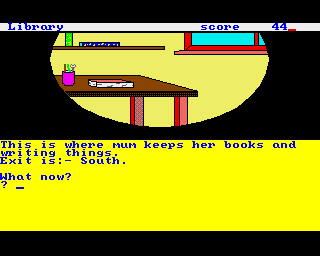 Library score 44
This is where mum keeps her books and
writing things.
Exit is:- South.
What now?
? _